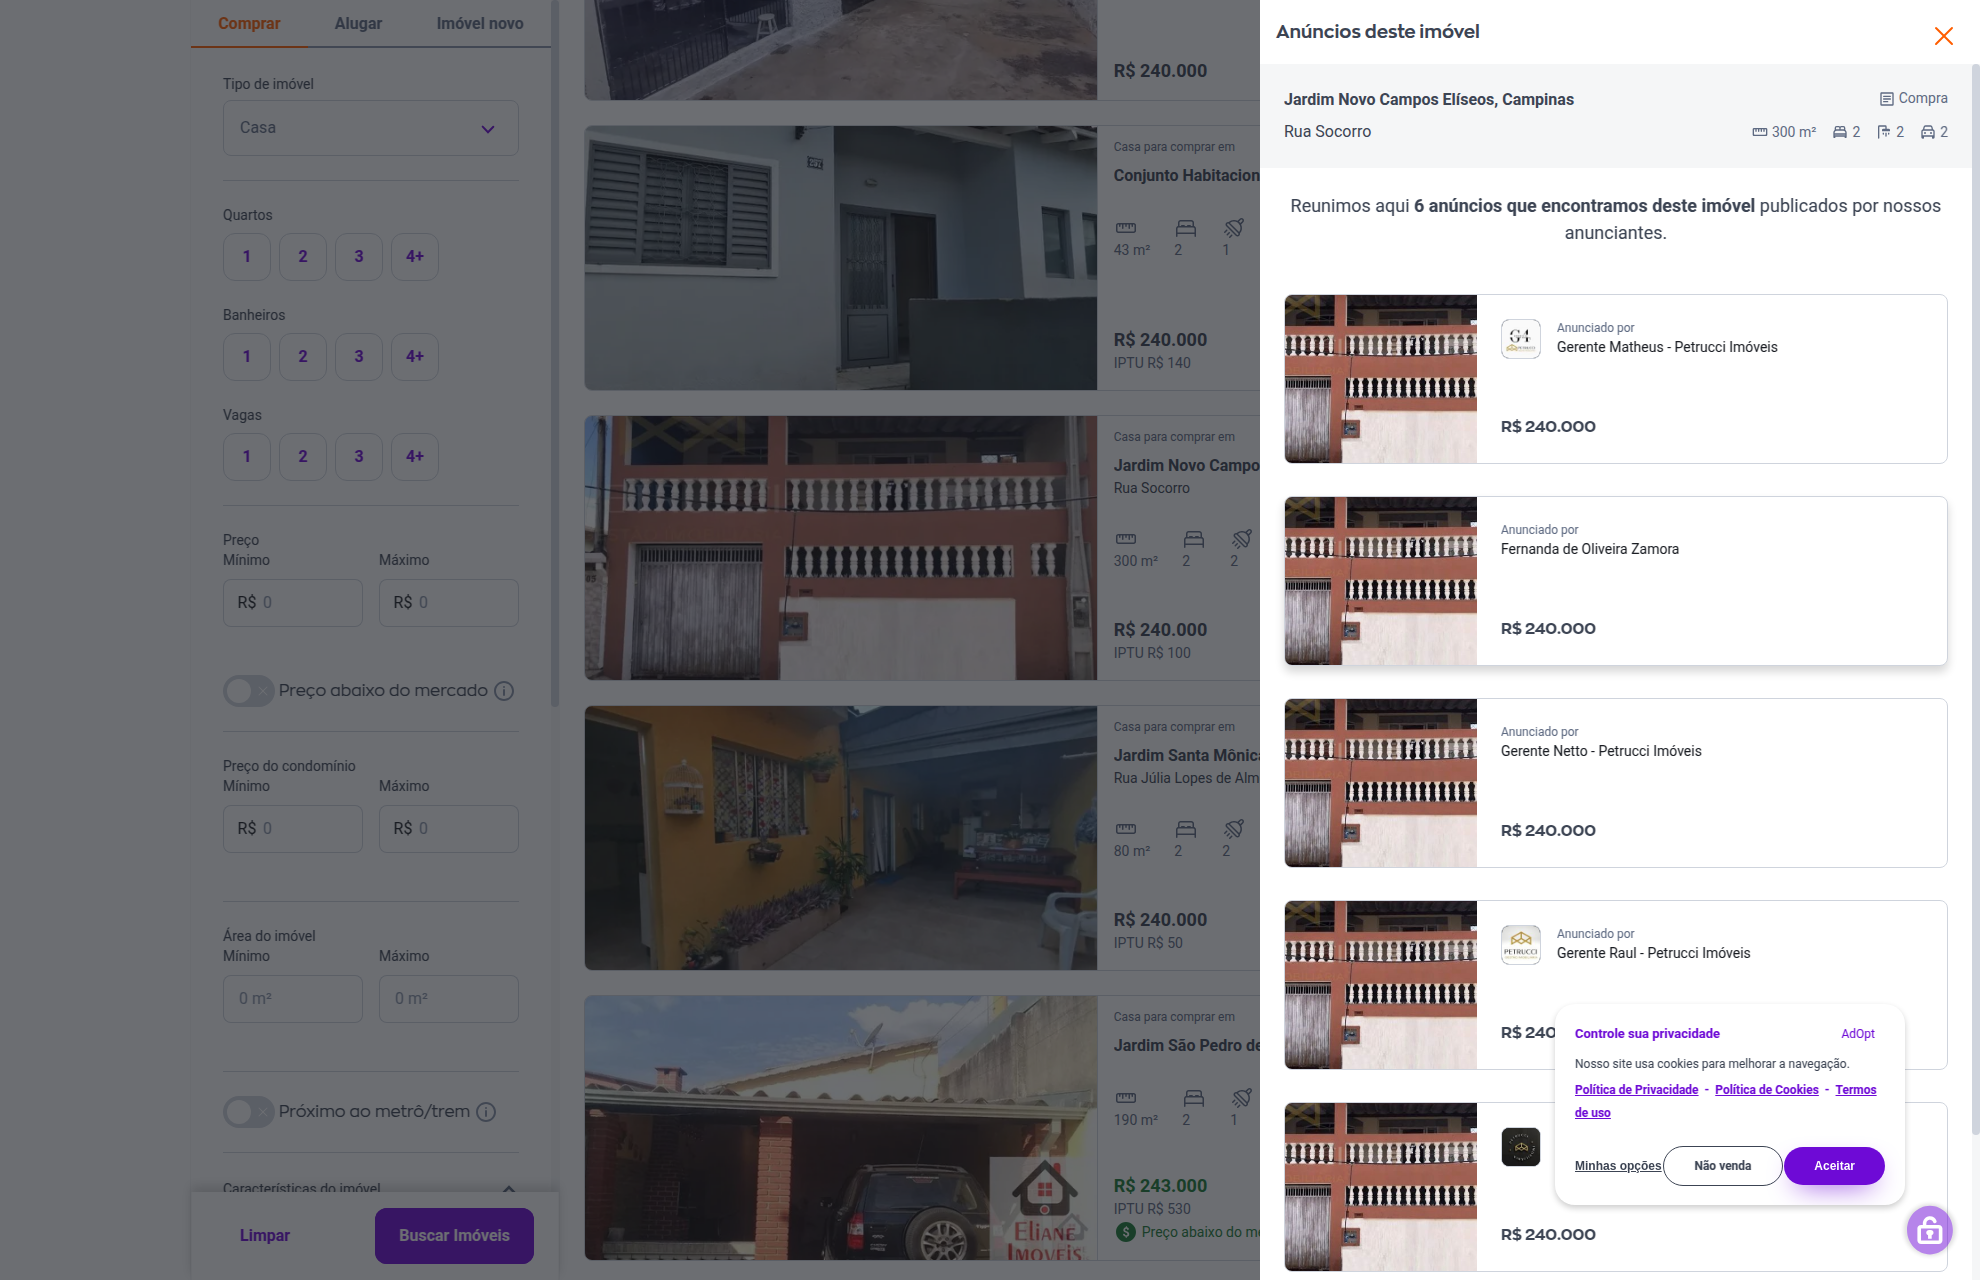 Comprar
Alugar
Imóvel novo
Tipo de imóvel
Casa
Quartos
1
2
3
4+
Banheiros
1
2
3
4+
Vagas
1
2
3
4+
Preço
Mínimo
Máximo
R$ 0
R$ 0
Preço abaixo do mercado
Preço do condomínio
Mínimo
Máximo
R$ 0
R$ 0
Área do imóvel
Mínimo
Máximo
0 m²
0 m²
Próximo ao metrô/trem
Características do imóvel
Limpar
Buscar Imóveis
R$ 240.000
Casa para comprar em
Conjunto Habitacion
43 m²
2
1
R$ 240.000
IPTU R$ 140
Casa para comprar em
Jardim Novo Campo
Rua Socorro
300 m²
2
2
R$ 240.000
IPTU R$ 100
Casa para comprar em
Jardim Santa Mônica
Rua Júlia Lopes de Alm
80 m²
2
2
R$ 240.000
IPTU R$ 50
Casa para comprar em
Jardim São Pedro de
190 m²
2
1
R$ 243.000
IPTU R$ 530
Preço abaixo do me
ELIANE
IMOVEIS
Anúncios deste imóvel
Jardim Novo Campos Elíseos, Campinas
Compra
Rua Socorro
300 m²
2
2
2
Reunimos aqui 6 anúncios que encontramos deste imóvel publicados por nossos
anunciantes.
G4
Anunciado por
Gerente Matheus - Petrucci Imóveis
R$ 240.000
Anunciado por
Fernanda de Oliveira Zamora
R$ 240.000
Anunciado por
Gerente Netto - Petrucci Imóveis
R$ 240.000
PETRUCCI
Anunciado por
Gerente Raul - Petrucci Imóveis
R$ 240
R$ 240.000
Controle sua privacidade
AdOpt
Nosso site usa cookies para melhorar a navegação.
Política de Privacidade - Política de Cookies - Termos
de uso
Minhas opções
Não venda
Aceitar